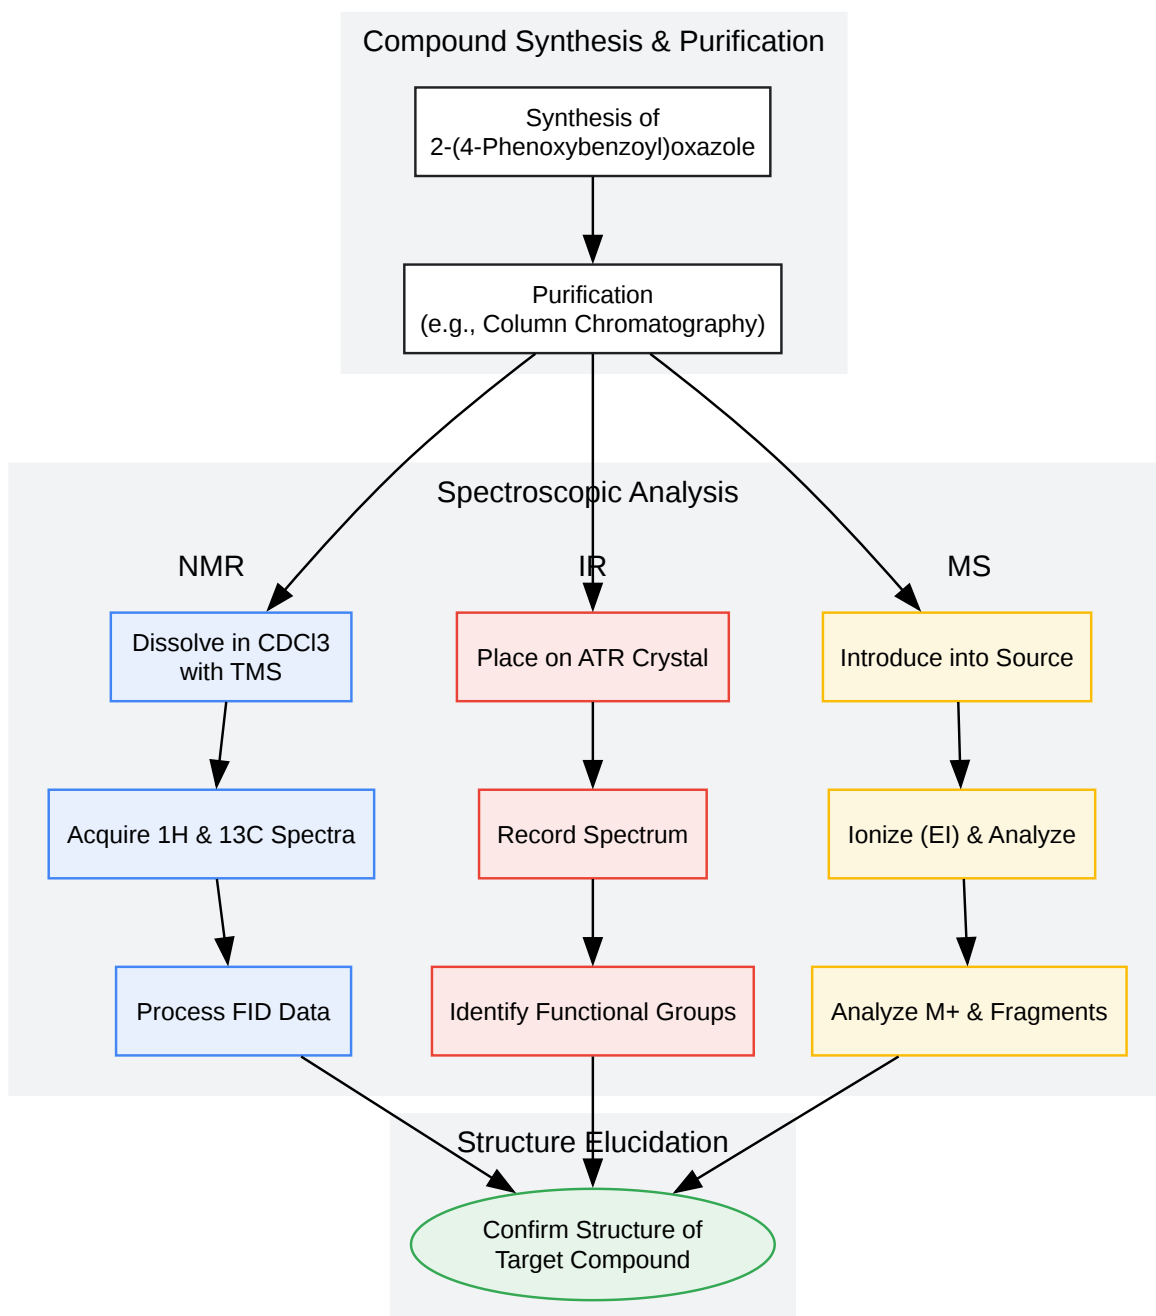 Compound Synthesis & Purification
Synthesis of
2-(4-Phenoxybenzoyl)oxazole
Purification
(e.g., Column Chromatography)
Spectroscopic Analysis
NMR
IR
MS
Dissolve in CDCl3
with TMS
Place on ATR Crystal
Introduce into Source
Acquire 1H & 13C Spectra
Record Spectrum
Ionize (EI) & Analyze
Process FID Data
Identify Functional Groups
Analyze M+ & Fragments
Structure Elucidation
Confirm Structure of
Target Compound